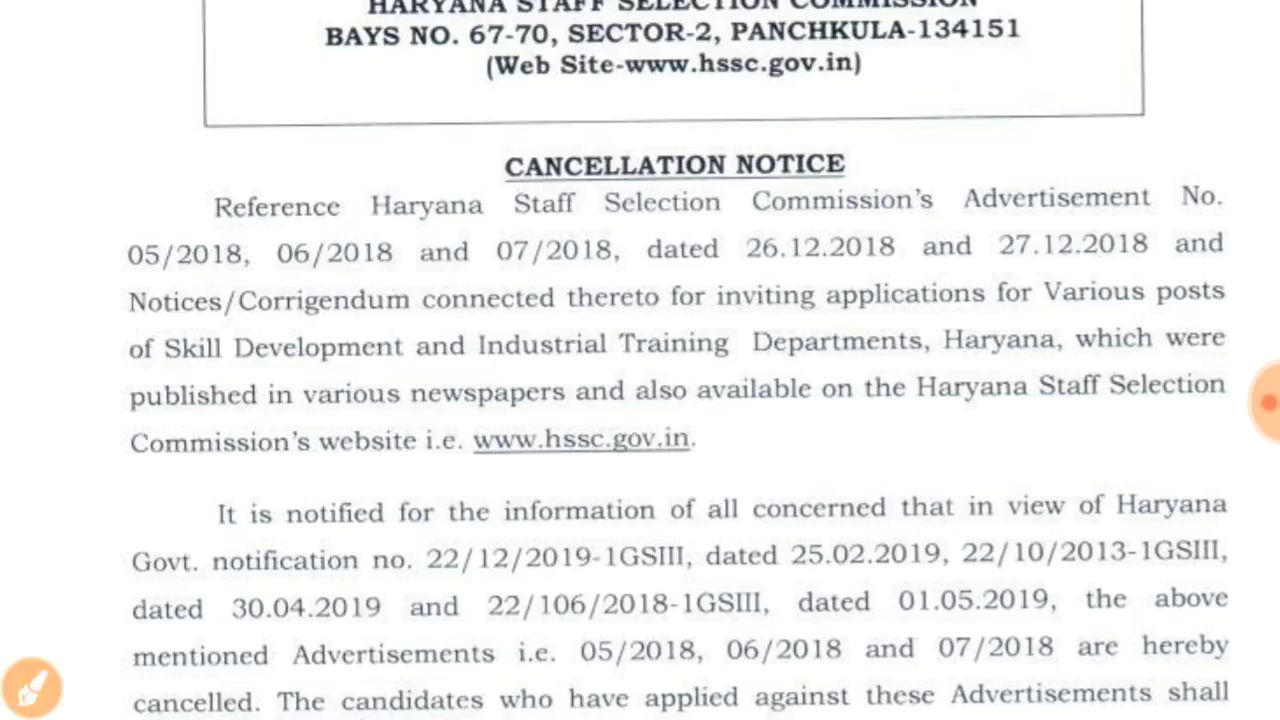 HARYANA STAFF SELECTION COMMISSION
BAYS NO. 67-70, SECTOR-2, PANCHKULA-134151
(Web Site-www.hssc.gov.in)
CANCELLATION NOTICE
Reference Haryana Staff Selection Commission's Advertisement No.
05/2018, 06/2018 and 07/2018, dated 26.12.2018 and 27.12.2018 and
Notices/Corrigendum connected thereto for inviting applications for Various posts
of Skill Development and Industrial Training Departments, Haryana, which were
published in various newspapers and also available on the Haryana Staff Selection
Commission's website i.e. www.hssc.gov.in.
It is notified for the information of all concerned that in view of Haryana
Govt. notification no. 22/12/2019-1GSIII, dated 25.02.2019, 22/10/2013-1GSIII,
dated 30.04.2019 and 22/106/2018-1GSIII, dated 01.05.2019, the above
mentioned Advertisements i.e. 05/2018, 06/2018 and 07/2018 are hereby
cancelled. The candidates who have applied against these Advertisements shall